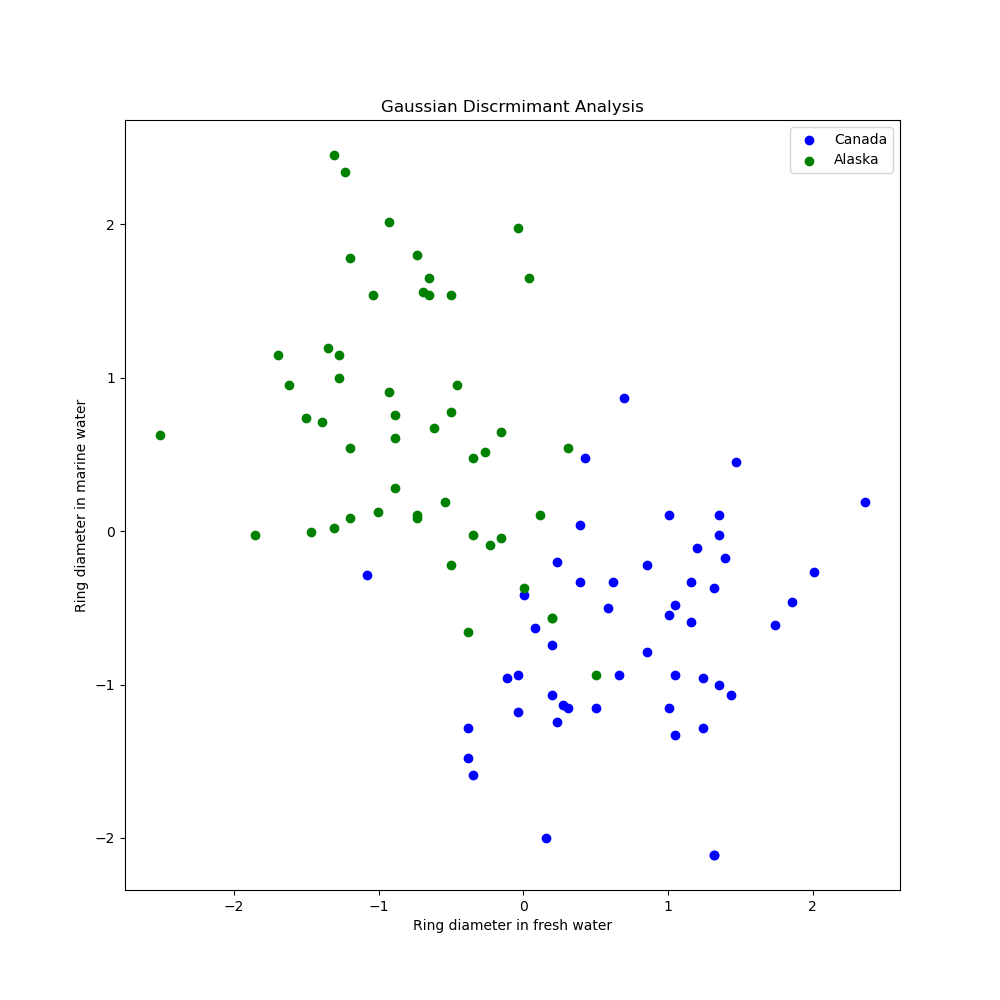 Gaussian Discrmimant Analysis
Canada
Alaska
2
1
0
−1
−2
Ring diameter in marine water
−2
−1
0
1
2
Ring diameter in fresh water